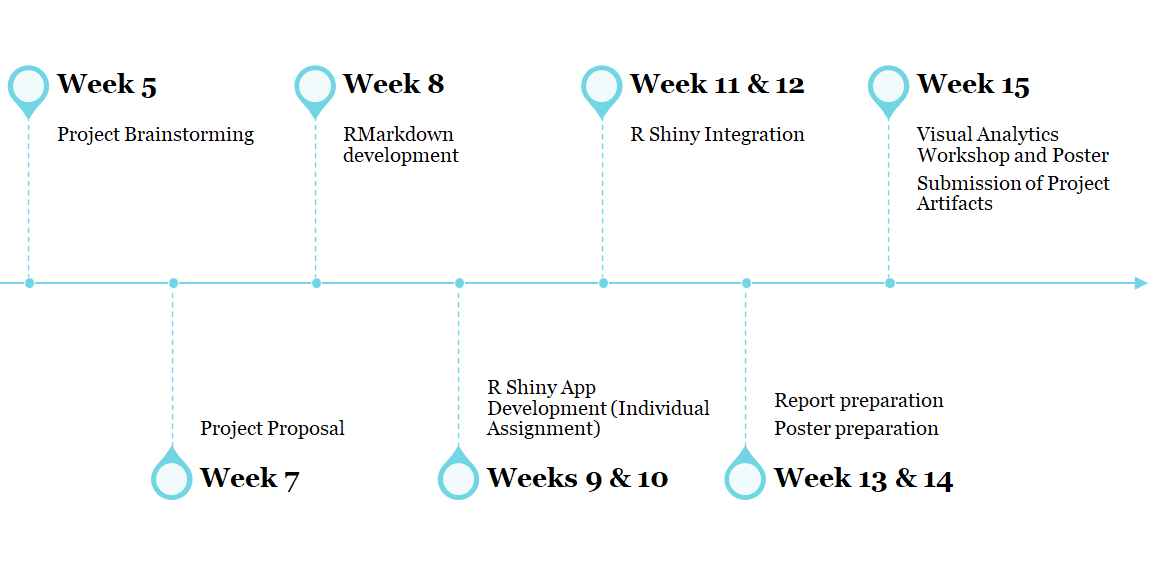 Week 5
Project Brainstorming
Week 8
RMarkdown
development
Week 11 & 12
R Shiny Integration
Week 15
Visual Analytics
Workshop and Poster
Submission of Project
Artifacts
Project Proposal
Week 7
R Shiny App
Development (Individual
Assignment)
Weeks 9 & 10
Report preparation
Poster preparation
Week 13 & 14